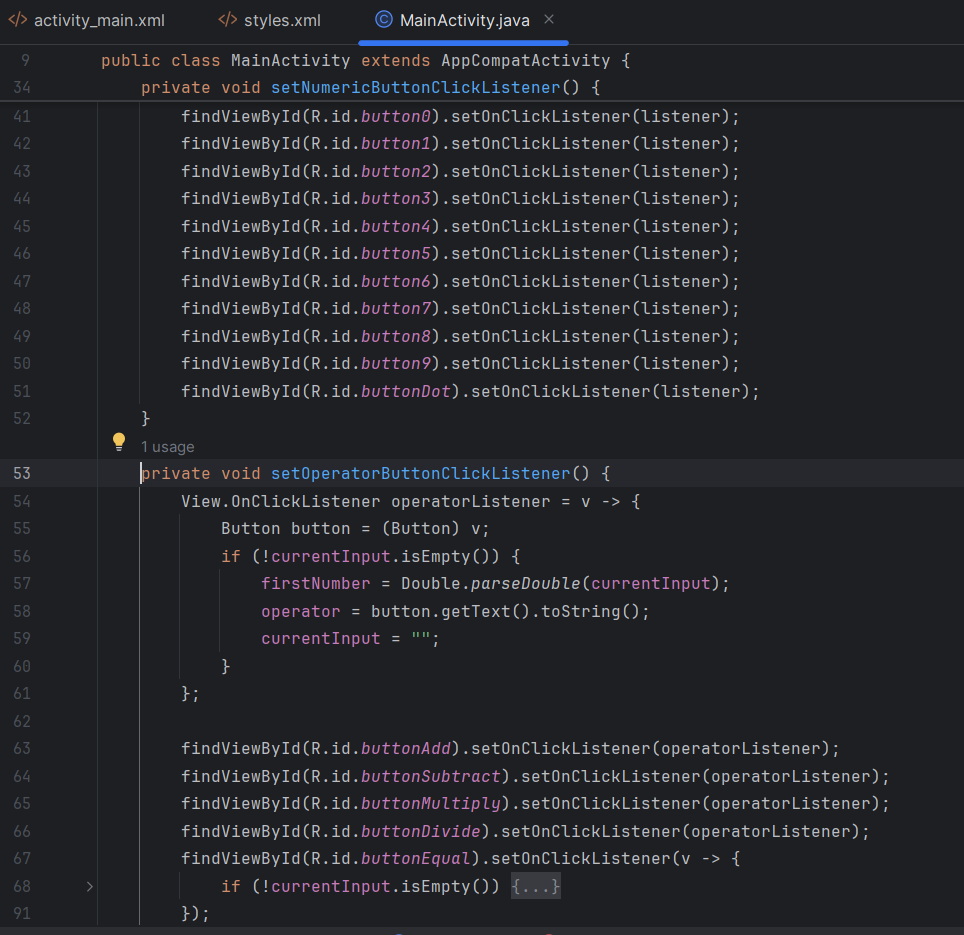 </> activity_main.xml </> styles.xml C MainActivity.java ×
9 public class MainActivity extends AppCompatActivity {
34 private void setNumericButtonClickListener() {
41 findViewById(R.id.button0).setOnClickListener(listener);
42 findViewById(R.id.button1).setOnClickListener(listener);
43 findViewById(R.id.button2).setOnClickListener(listener);
44 findViewById(R.id.button3).setOnClickListener(listener);
45 findViewById(R.id.button4).setOnClickListener(listener);
46 findViewById(R.id.button5).setOnClickListener(listener);
47 findViewById(R.id.button6).setOnClickListener(listener);
48 findViewById(R.id.button7).setOnClickListener(listener);
49 findViewById(R.id.button8).setOnClickListener(listener);
50 findViewById(R.id.button9).setOnClickListener(listener);
51 findViewById(R.id.buttonDot).setOnClickListener(listener);
52 }
1 usage
53 private void setOperatorButtonClickListener() {
54 View.OnClickListener operatorListener = v -> {
55 Button button = (Button) v;
56 if (!currentInput.isEmpty()) {
57 firstNumber = Double.parseDouble(currentInput);
58 operator = button.getText().toString();
59 currentInput = "";
60 }
61 };
62
63 findViewById(R.id.buttonAdd).setOnClickListener(operatorListener);
64 findViewById(R.id.buttonSubtract).setOnClickListener(operatorListener);
65 findViewById(R.id.buttonMultiply).setOnClickListener(operatorListener);
66 findViewById(R.id.buttonDivide).setOnClickListener(operatorListener);
67 findViewById(R.id.buttonEqual).setOnClickListener(v -> {
68 if (!currentInput.isEmpty()) {...}
91 });